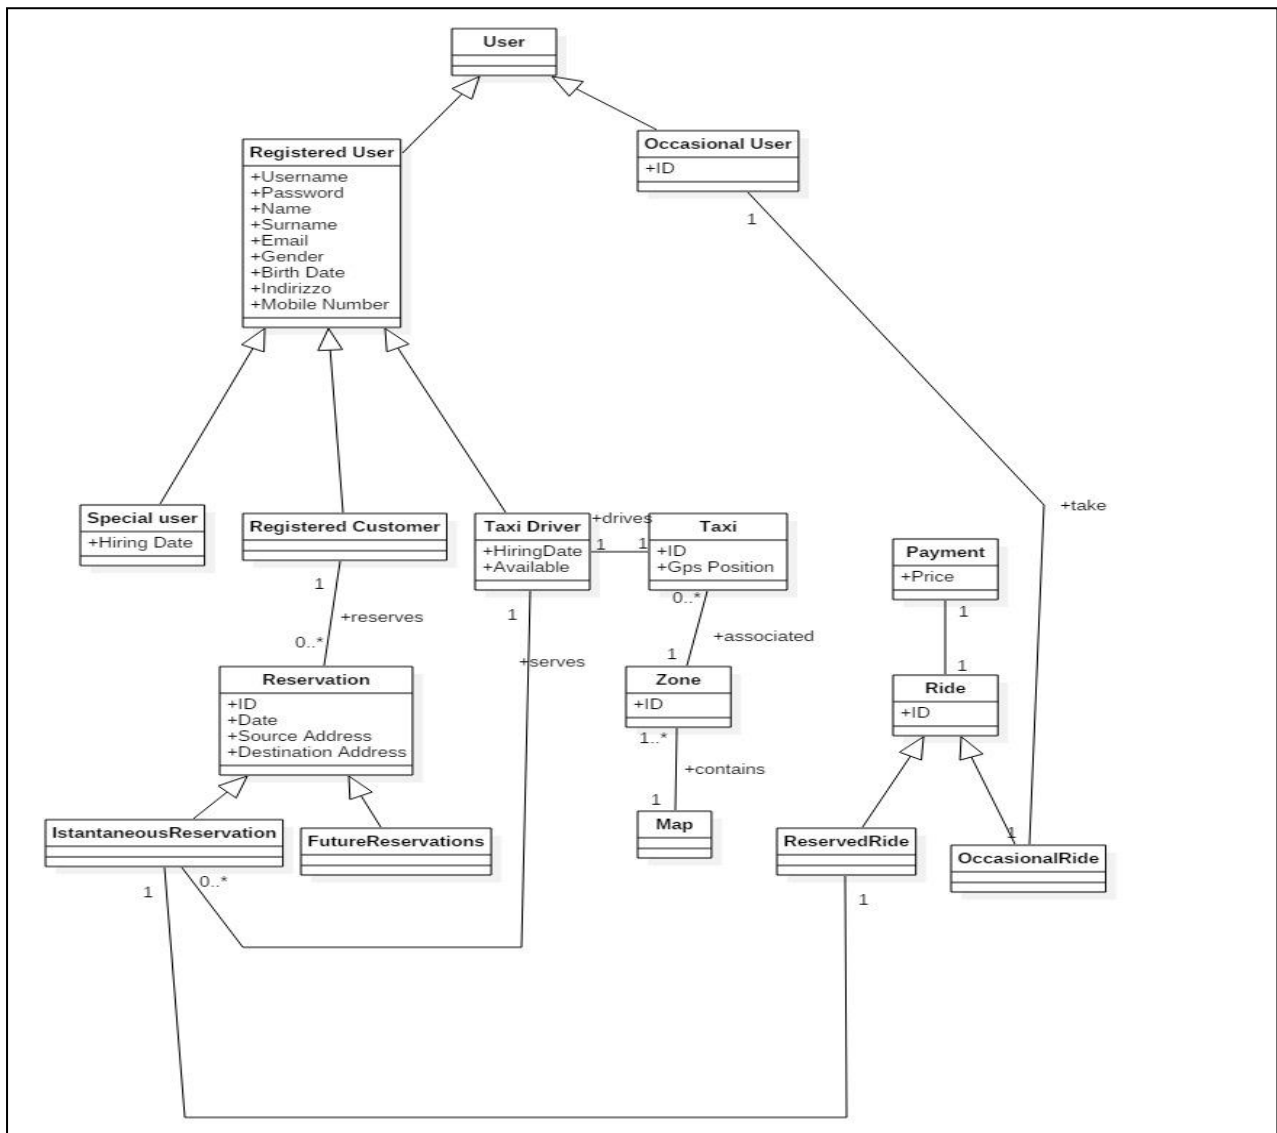 User
Registered User
+Username
+Password
+Name
+Surname
+Email
+Gender
+Birth Date
+Indirizzo
+Mobile Number
Occasional User
+ID
1
+take
Special user
+Hiring Date
Registered Customer
1
+reserves
0..*
Taxi Driver
+HiringDate
+Available
+drives
1
1
1
+serves
Taxi
+ID
+Gps Position
0..*
+associated
1
Payment
+Price
1
1
Reservation
+ID
+Date
+Source Address
+Destination Address
Zone
+ID
1..*
+contains
1
Map
Ride
+ID
IstantaneousReservation
1
0..*
FutureReservations
ReservedRide
1
1
OccasionalRide